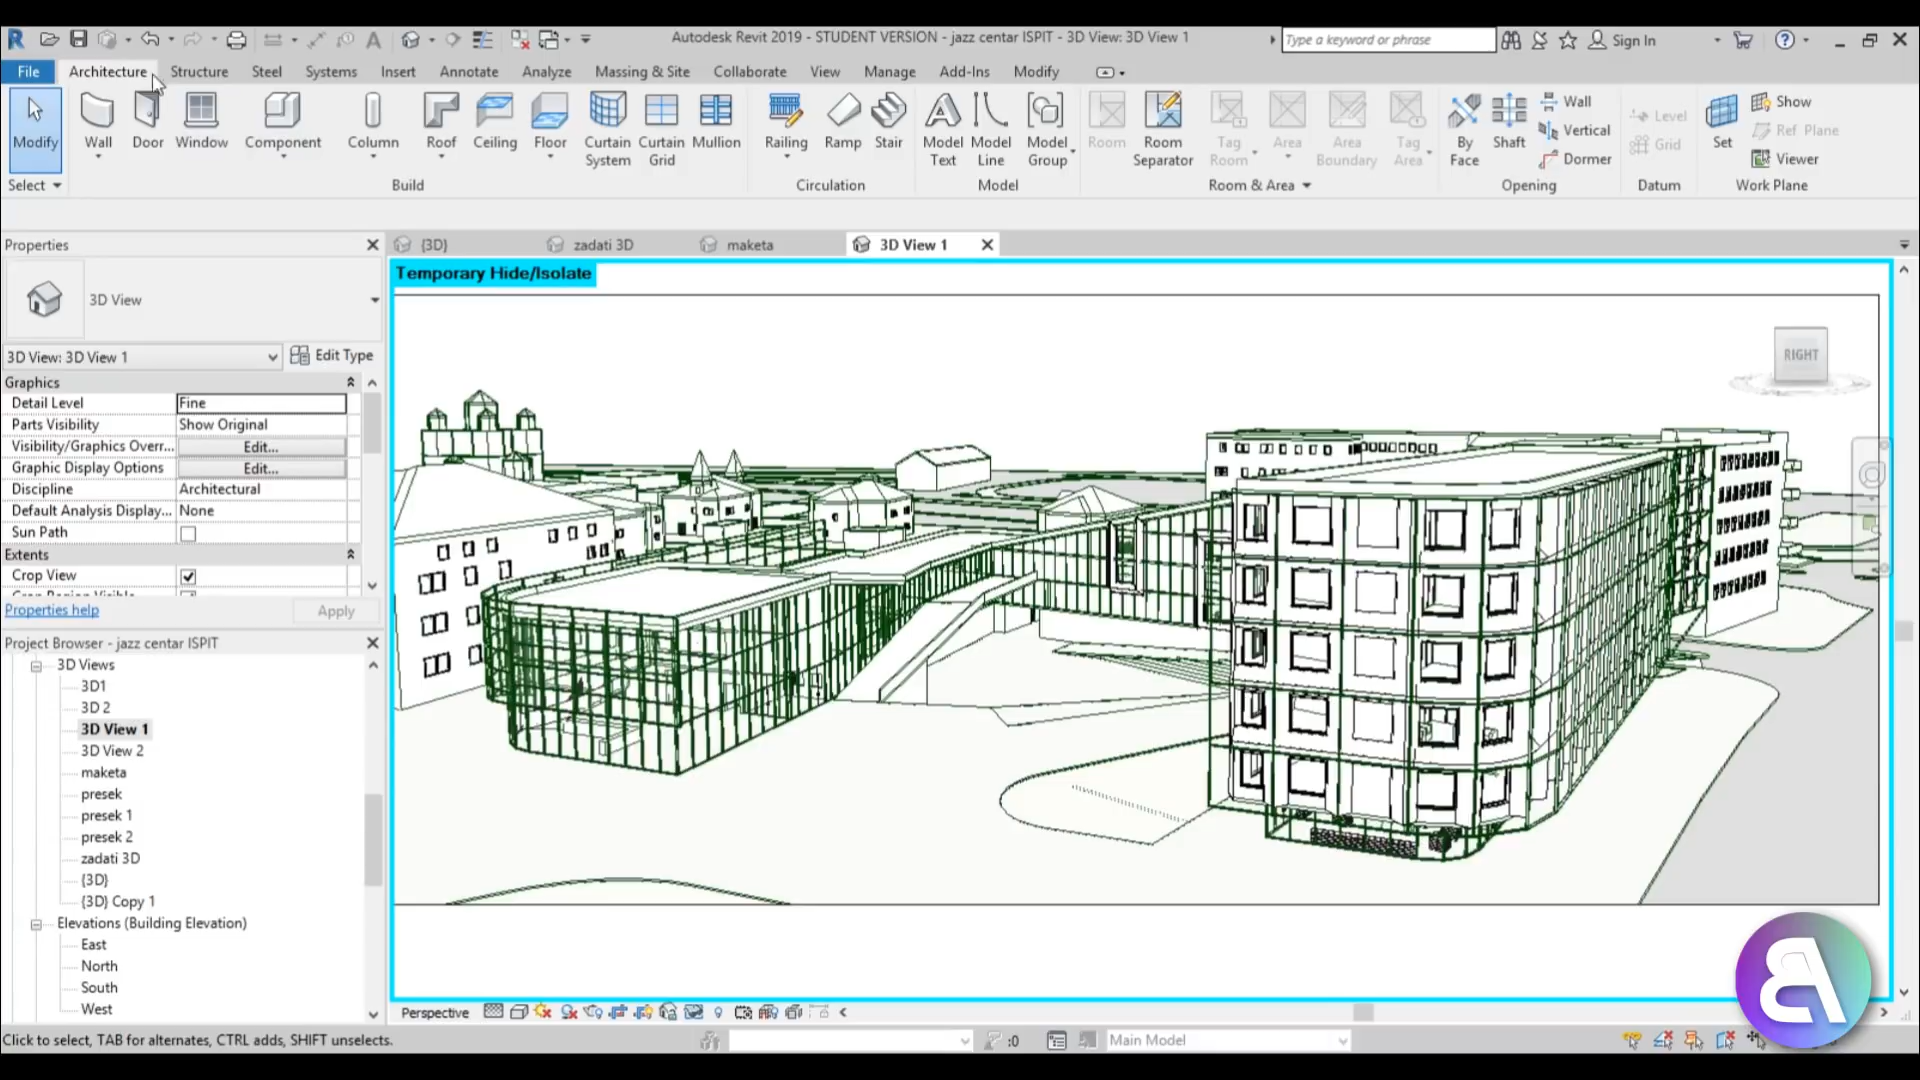 Autodesk Revit 2019 - STUDENT VERSION - jazz centar ISPIT - 3D View: 3D View 1
Type a keyword or phrase
Sign In
File
Architecture
Structure
Steel
Systems
Insert
Annotate
Analyze
Massing & Site
Collaborate
View
Manage
Add-Ins
Modify
Modify
Wall
Door
Window
Component
Column
Roof
Ceiling
Floor
Curtain System
Curtain Grid
Mullion
Railing
Ramp
Stair
Model Text
Model Line
Model Group
Room
Room Separator
Tag Room
Area
Area Boundary
Tag Area
By Face
Shaft
Wall
Vertical
Dormer
Level
Grid
Set
Show
Ref Plane
Viewer
Select
Build
Circulation
Model
Room & Area
Opening
Datum
Work Plane
Properties
{3D}
zadati 3D
maketa
3D View 1
3D View
3D View: 3D View 1
Edit Type
Graphics
Detail Level Fine
Parts Visibility Show Original
Visibility/Graphics Overr... Edit...
Graphic Display Options Edit...
Discipline Architectural
Default Analysis Display... None
Sun Path
Extents
Crop View
Properties help
Apply
Project Browser - jazz centar ISPIT
3D Views
3D1
3D 2
3D View 1
3D View 2
maketa
presek
presek 1
presek 2
zadati 3D
{3D}
{3D} Copy 1
Elevations (Building Elevation)
East
North
South
West
Temporary Hide/Isolate
RIGHT
Perspective
Click to select, TAB for alternates, CTRL adds, SHIFT unselects.
:0
Main Model